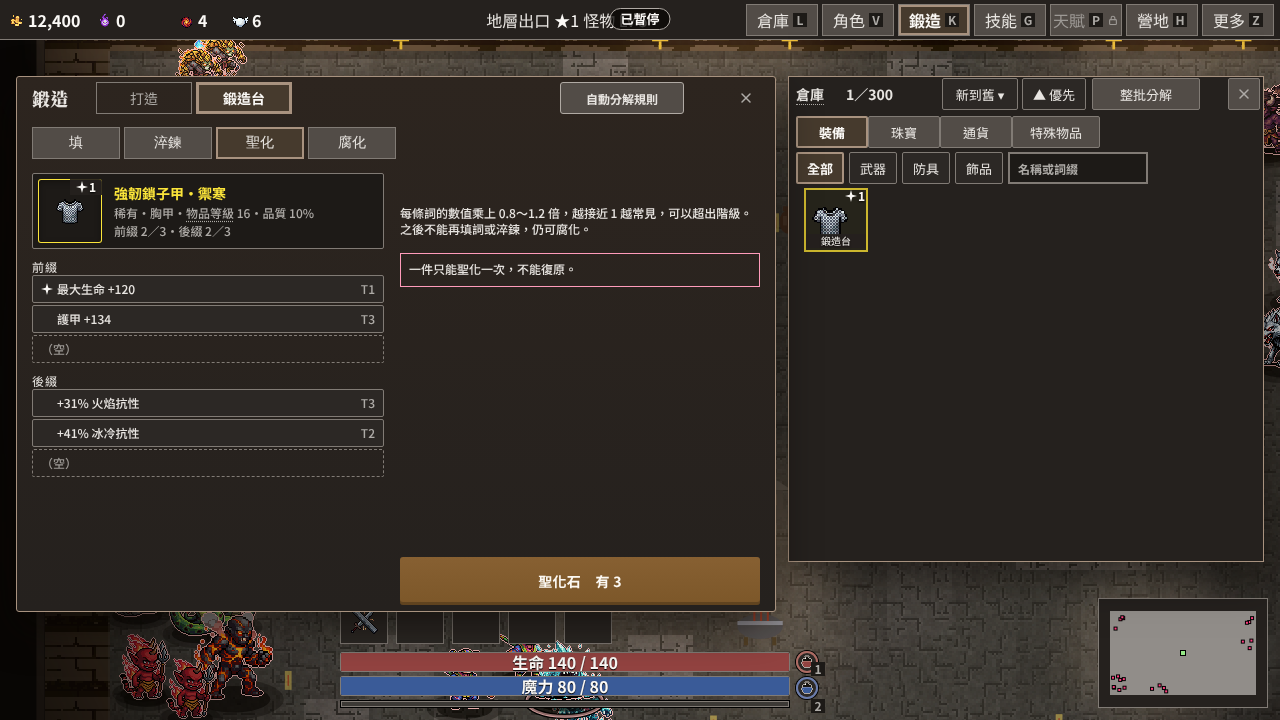 12,400 0 4 6
地層出口 ★1 怪物 已暫停
倉庫 L 角色 V 鍛造 K 技能 G 天賦 P 營地 H 更多 Z
鍛造 打造 鍛造台 自動分解規則 ×
填 淬鍊 聖化 腐化
1
強韌鎖子甲・禦寒
稀有・胸甲・物品等級 16・品質 10%
前綴 2／3・後綴 2／3
前綴
最大生命 +120 T1
護甲 +134 T3
（空）
後綴
+31% 火焰抗性 T3
+41% 冰冷抗性 T2
（空）
每條詞的數值乘上 0.8～1.2 倍，越接近 1 越常見，可以超出階級。
之後不能再填詞或淬鍊，仍可腐化。
一件只能聖化一次，不能復原。
聖化石 有 3
倉庫 1／300 新到舊 ▾ ▲優先 整批分解 ×
裝備 珠寶 通貨 特殊物品
全部 武器 防具 飾品 名稱或詞綴
1
鍛造台
生命 140 / 140
1
魔力 80 / 80
2